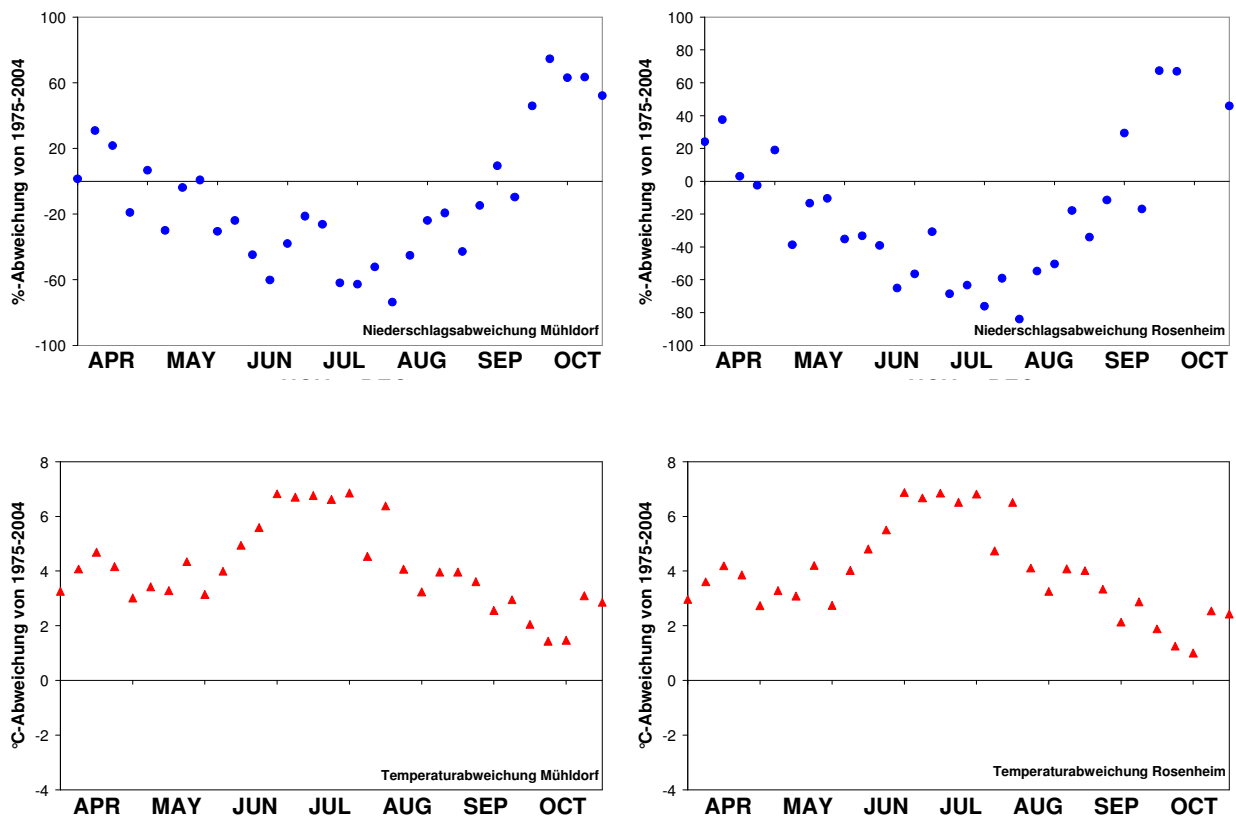 100
60
20
-20
-60
-100
%-Abweichung von 1975-2004
Niederschlagsabweichung Mühldorf
APR MAY JUN JUL AUG SEP OCT
100
80
60
40
20
0
-20
-40
-60
-80
-100
%-Abweichung von 1975-2004
Niederschlagsabweichung Rosenheim
APR MAY JUN JUL AUG SEP OCT
8
6
4
2
0
-2
-4
°C-Abweichung von 1975-2004
Temperaturabweichung Mühldorf
APR MAY JUN JUL AUG SEP OCT
8
6
4
2
0
-2
-4
°C-Abweichung von 1975-2004
Temperaturabweichung Rosenheim
APR MAY JUN JUL AUG SEP OCT